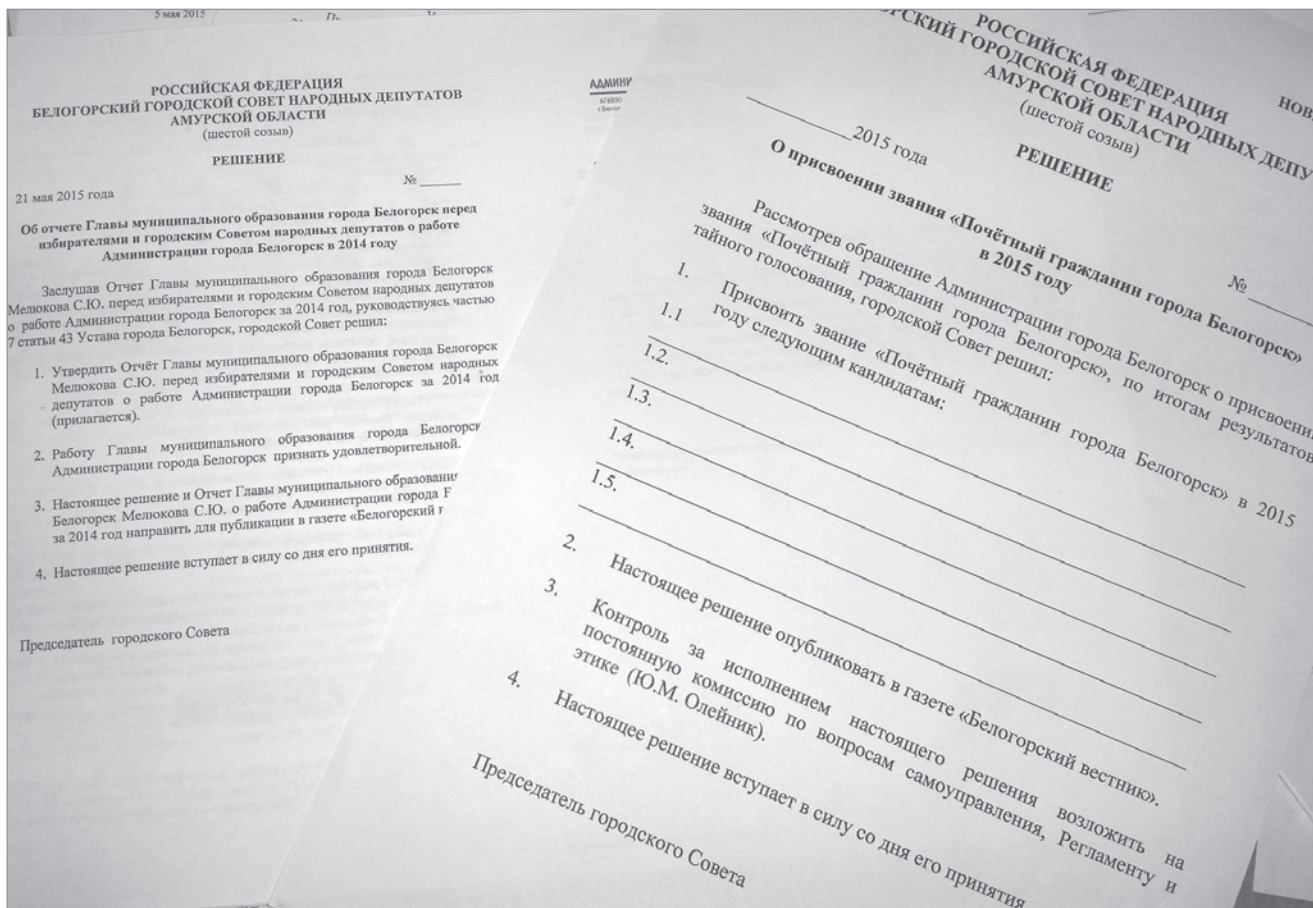 5 мая 2015
РОССИЙСКАЯ ФЕДЕРАЦИЯ
БЕЛОГОРСКИЙ ГОРОДСКОЙ СОВЕТ НАРОДНЫХ ДЕПУТАТОВ
АМУРСКОЙ ОБЛАСТИ
(шестой созыв)
РЕШЕНИЕ
21 мая 2015 года
№ ______
Об отчете Главы муниципального образования города Белогорск перед
избирателями и городским Советом народных депутатов о работе
Администрации города Белогорск в 2014 году
Заслушав Отчет Главы муниципального образования города Белогорск
Мелюкова С.Ю. перед избирателями и городским Советом народных депутатов
о работе Администрации города Белогорск за 2014 год, руководствуясь частью
7 статьи 43 Устава города Белогорск, городской Совет решил:
1. Утвердить Отчёт Главы муниципального образования города Белогорск
Мелюкова С.Ю. перед избирателями и городским Советом народных
депутатов о работе Администрации города Белогорск за 2014 год
(прилагается).
2. Работу Главы муниципального образования города Белогорск
Администрации города Белогорск признать удовлетворительной.
3. Настоящее решение и Отчет Главы муниципального образования
Белогорск Мелюкова С.Ю. о работе Администрации города
за 2014 год направить для публикации в газете «Белогорский
4. Настоящее решение вступает в силу со дня его принятия.
Председатель городского Совета
АДМИНИ
РОССИЙСКАЯ ФЕДЕРАЦИЯ
РСКИЙ ГОРОДСКОЙ СОВЕТ НАРОДНЫХ ДЕПУ
АМУРСКОЙ ОБЛАСТИ
(шестой созыв)
НОВ
РЕШЕНИЕ
________2015 года
№______
О присвоении звания «Почётный гражданин города Белогорск»
в 2015 году
Рассмотрев обращение Администрации города Белогорск о присвоении
звания «Почётный гражданин города Белогорск», по итогам результатов
тайного голосования, городской Совет решил:
1. Присвоить звание «Почётный гражданин города Белогорск» в 2015
году следующим кандидатам:
1.1
1.2.
1.3.
1.4.
1.5.
2. Настоящее решение опубликовать в газете «Белогорский вестник».
3. Контроль за исполнением настоящего решения возложить на
постоянную комиссию по вопросам самоуправления, Регламенту и
этике (Ю.М. Олейник).
4. Настоящее решение вступает в силу со дня его принятия
Председатель городского Совета